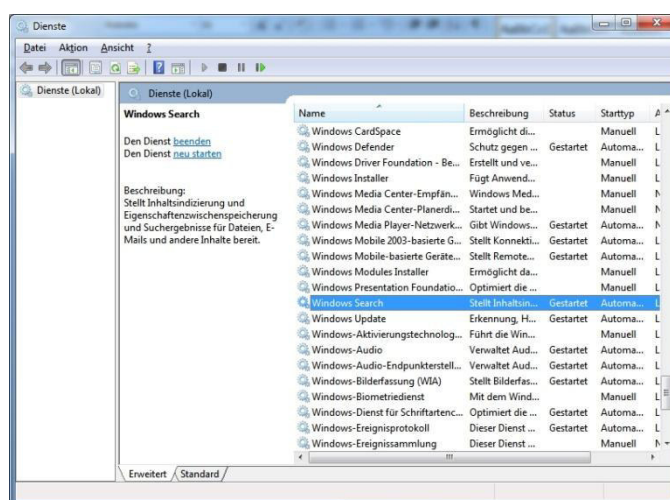 Dienste
Datei Aktion Ansicht ?
Dienste (Lokal)
Dienste (Lokal)
Windows Search
Den Dienst beenden
Den Dienst neu starten
Beschreibung:
Stellt Inhaltsindizierung und
Eigenschaftenzwischenspeicherung
und Suchergebnisse für Dateien, E-
Mails und andere Inhalte bereit.
Name Beschreibung Status Starttyp A
Windows CardSpace Ermöglicht di... Manuell L
Windows Defender Schutz gegen ... Gestartet Automa... L
Windows Driver Foundation - Be... Erstellt und ve... Manuell L
Windows Installer Fügt Anwend... Manuell L
Windows Media Center-Empfän... Windows Med... Manuell N
Windows Media Center-Planerdi... Startet und be... Manuell N
Windows Media Player-Netzwerk... Gibt Windows... Gestartet Automa... N
Windows Mobile 2003-basierte G... Stellt Konnekti... Gestartet Automa... L
Windows Mobile-basierte Geräte... Stellt Remote... Gestartet Automa... L
Windows Modules Installer Ermöglicht da... Manuell L
Windows Presentation Foundatio... Optimiert die ... Manuell L
Windows Search Stellt Inhaltsin... Gestartet Automa... L
Windows Update Erkennung, H... Gestartet Automa... L
Windows-Aktivierungstechnolog... Führt die Win... Manuell L
Windows-Audio Verwaltet Aud... Gestartet Automa... L
Windows-Audio-Endpunkterstell... Verwaltet Aud... Gestartet Automa... L
Windows-Bilderfassung (WIA) Stellt Bilderfas... Gestartet Automa... L
Windows-Biometriedienst Mit dem Wind... Manuell L
Windows-Dienst für Schriftartenc... Optimiert die ... Gestartet Automa... L
Windows-Ereignisprotokoll Dieser Dienst ... Gestartet Automa... L
Windows-Ereignissammlung Dieser Dienst ... Manuell N
Erweitert Standard